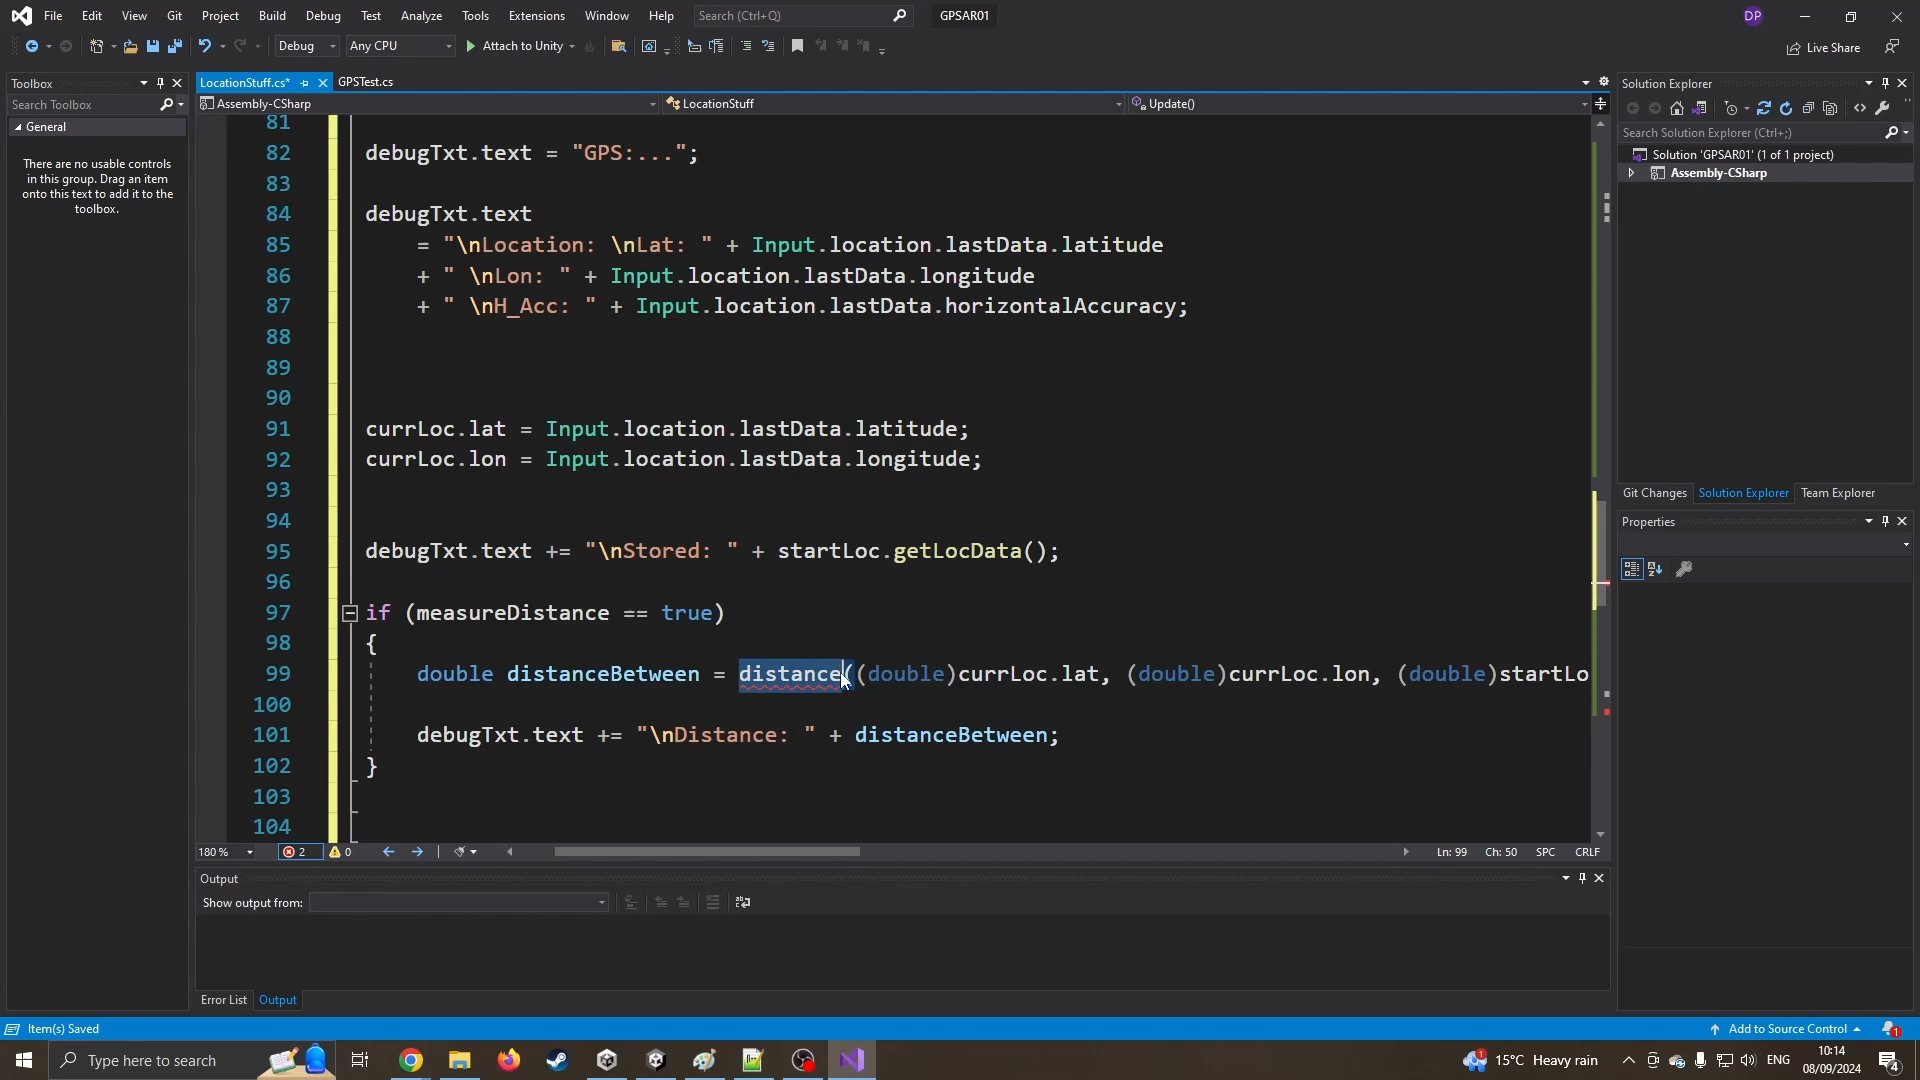 File Edit View Git Project Build Debug Test Analyze Tools Extensions Window Help Search (Ctrl+Q) GPSAR01 DP
Debug Any CPU Attach to Unity Live Share
Toolbox
Search Toolbox
General
There are no usable controls
in this group. Drag an item
onto this text to add it to the
toolbox.
LocationStuff.cs* GPSTest.cs
Assembly-CSharp LocationStuff Update()
81
82 debugTxt.text = "GPS:...";
83
84 debugTxt.text
85 = "\nLocation: \nLat: " + Input.location.lastData.latitude
86 + " \nLon: " + Input.location.lastData.longitude
87 + " \nH_Acc: " + Input.location.lastData.horizontalAccuracy;
88
89
90
91 currLoc.lat = Input.location.lastData.latitude;
92 currLoc.lon = Input.location.lastData.longitude;
93
94
95 debugTxt.text += "\nStored: " + startLoc.getLocData();
96
97 if (measureDistance == true)
98 {
99 double distanceBetween = distance((double)currLoc.lat, (double)currLoc.lon, (double)startLo
100
101 debugTxt.text += "\nDistance: " + distanceBetween;
102 }
103
104
180 % 2 0 Ln: 99 Ch: 50 SPC CRLF
Output
Show output from:
Error List Output
Solution Explorer
Search Solution Explorer (Ctrl+;)
Solution 'GPSAR01' (1 of 1 project)
Assembly-CSharp
Git Changes Solution Explorer Team Explorer
Properties
Item(s) Saved Add to Source Control 1
Type here to search 1 15°C Heavy rain ENG 10:14
08/09/2024 4